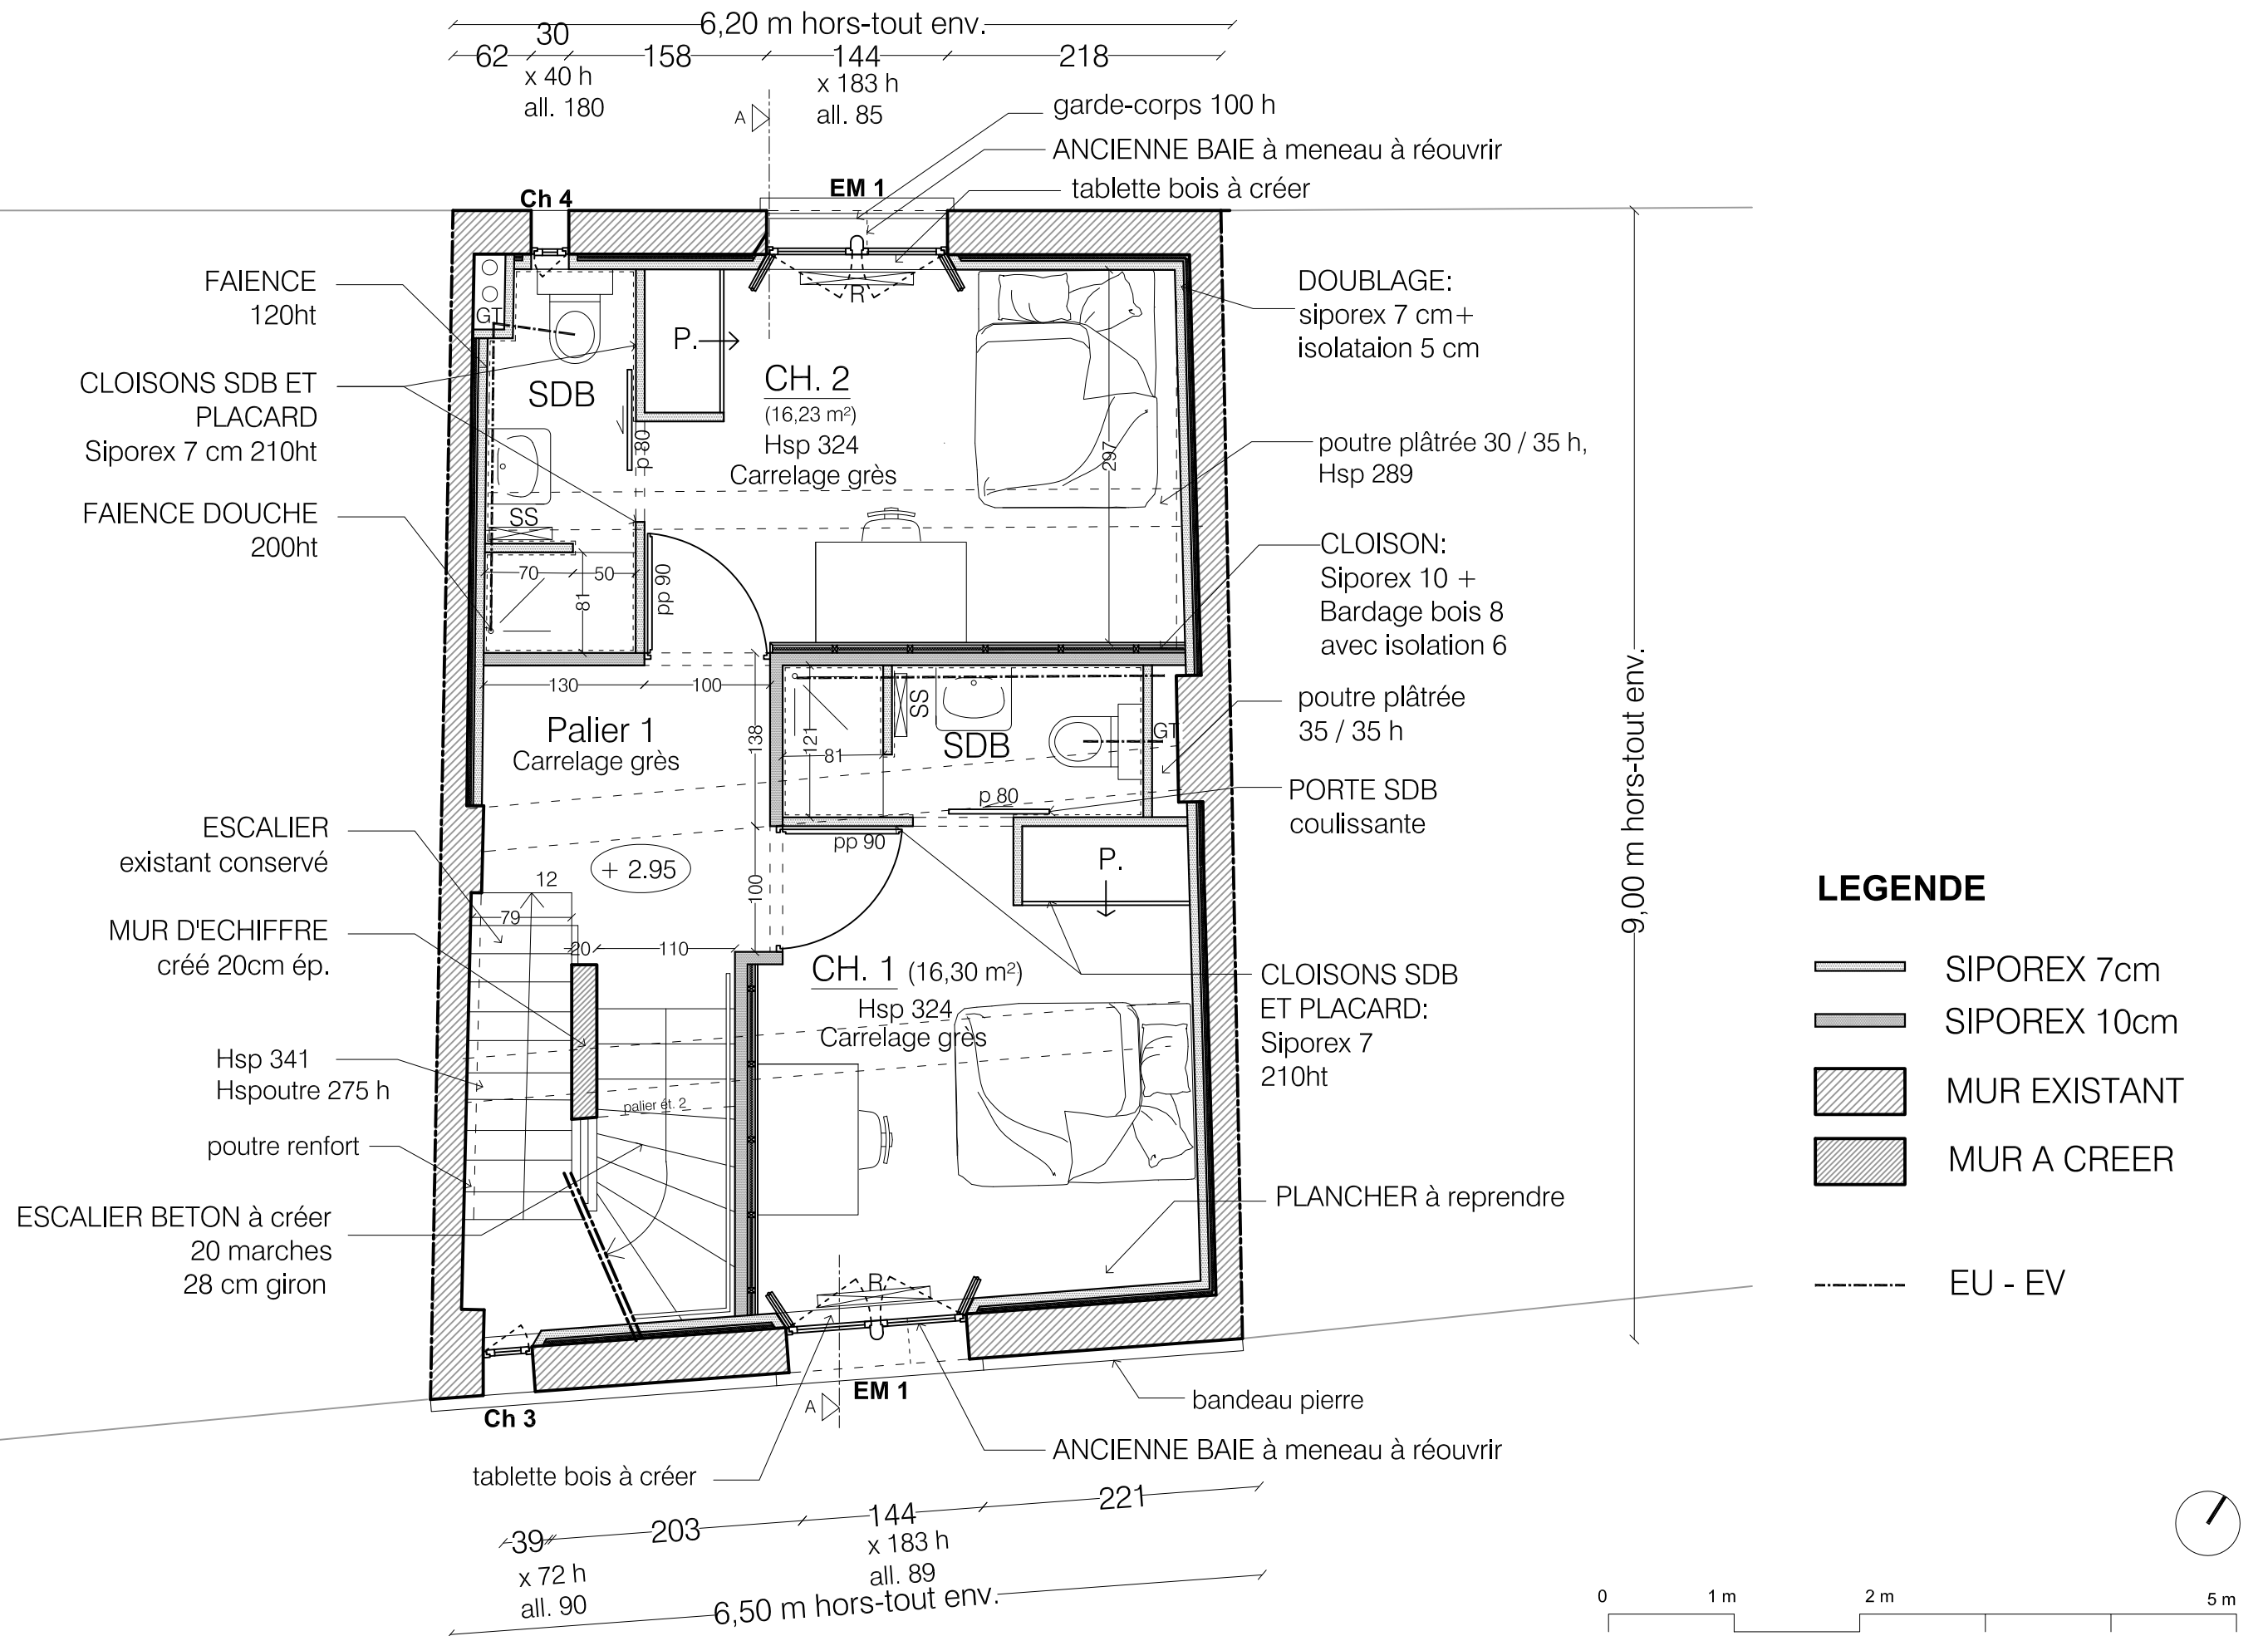 6,20 m hors-tout env.
62
30
158
144
218
x 40 h
all. 180
x 183 h
all. 85
A
garde-corps 100 h
ANCIENNE BAIE à meneau à réouvrir
tablette bois à créer
Ch 4
EM 1
FAIENCE
120ht
CLOISONS SDB ET
PLACARD
Siporex 7 cm 210ht
FAIENCE DOUCHE
200ht
GT
SDB
P.
R
CH. 2
(16,23 m²)
Hsp 324
Carrelage grès
p 80
SS
297
70
50
81
pp 90
DOUBLAGE:
siporex 7 cm+
isolataion 5 cm
poutre plâtrée 30 / 35 h,
Hsp 289
CLOISON:
Siporex 10 +
Bardage bois 8
avec isolation 6
poutre plâtrée
35 / 35 h
PORTE SDB
coulissante
9,00 m hors-tout env.
130
100
Palier 1
Carrelage grès
138
121
81
SS
SDB
GT
p 80
pp 90
100
P.
+ 2.95
ESCALIER
existant conservé
MUR D'ECHIFFRE
créé 20cm ép.
12
79
20
110
Hsp 341
Hspoutre 275 h
poutre renfort
ESCALIER BETON à créer
20 marches
28 cm giron
palier ét. 2
CH. 1 (16,30 m²)
Hsp 324
Carrelage grès
CLOISONS SDB
ET PLACARD:
Siporex 7
210ht
PLANCHER à reprendre
R
EM 1
A
Ch 3
bandeau pierre
ANCIENNE BAIE à meneau à réouvrir
tablette bois à créer
39
203
144
221
x 72 h
all. 90
x 183 h
all. 89
6,50 m hors-tout env.
LEGENDE
SIPOREX 7cm
SIPOREX 10cm
MUR EXISTANT
MUR A CREER
EU - EV
0
1 m
2 m
5 m